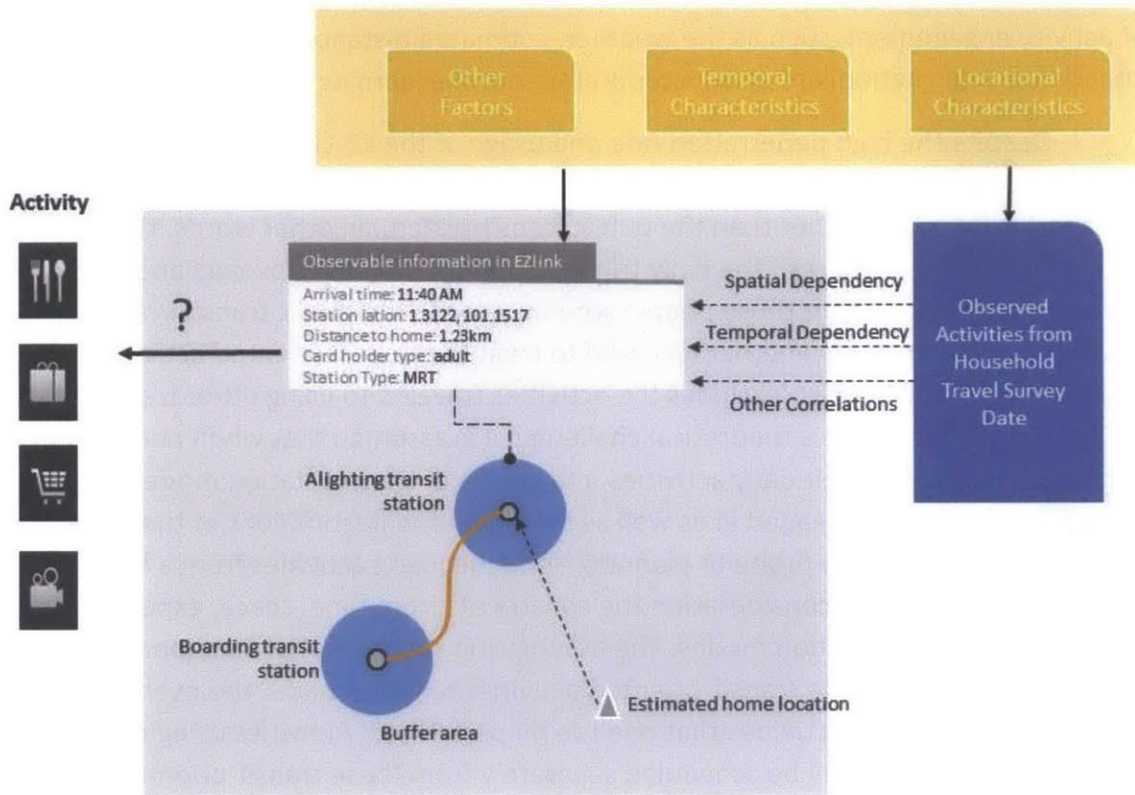 Other
Factors
Temporal
Characteristics
Locational
Characteristics
Activity
Observable information in EZlink
Arrival time: 11:40 AM
Station lation: 1.3122, 101.1517
Distance to home: 1.23km
Card holder type: adult
Station Type: MRT
?
Spatial Dependency
Temporal Dependency
Other Correlations
Observed
Activities from
Household
Travel Survey
Date
Alighting transit
station
Boarding transit
station
Estimated home location
Buffer area